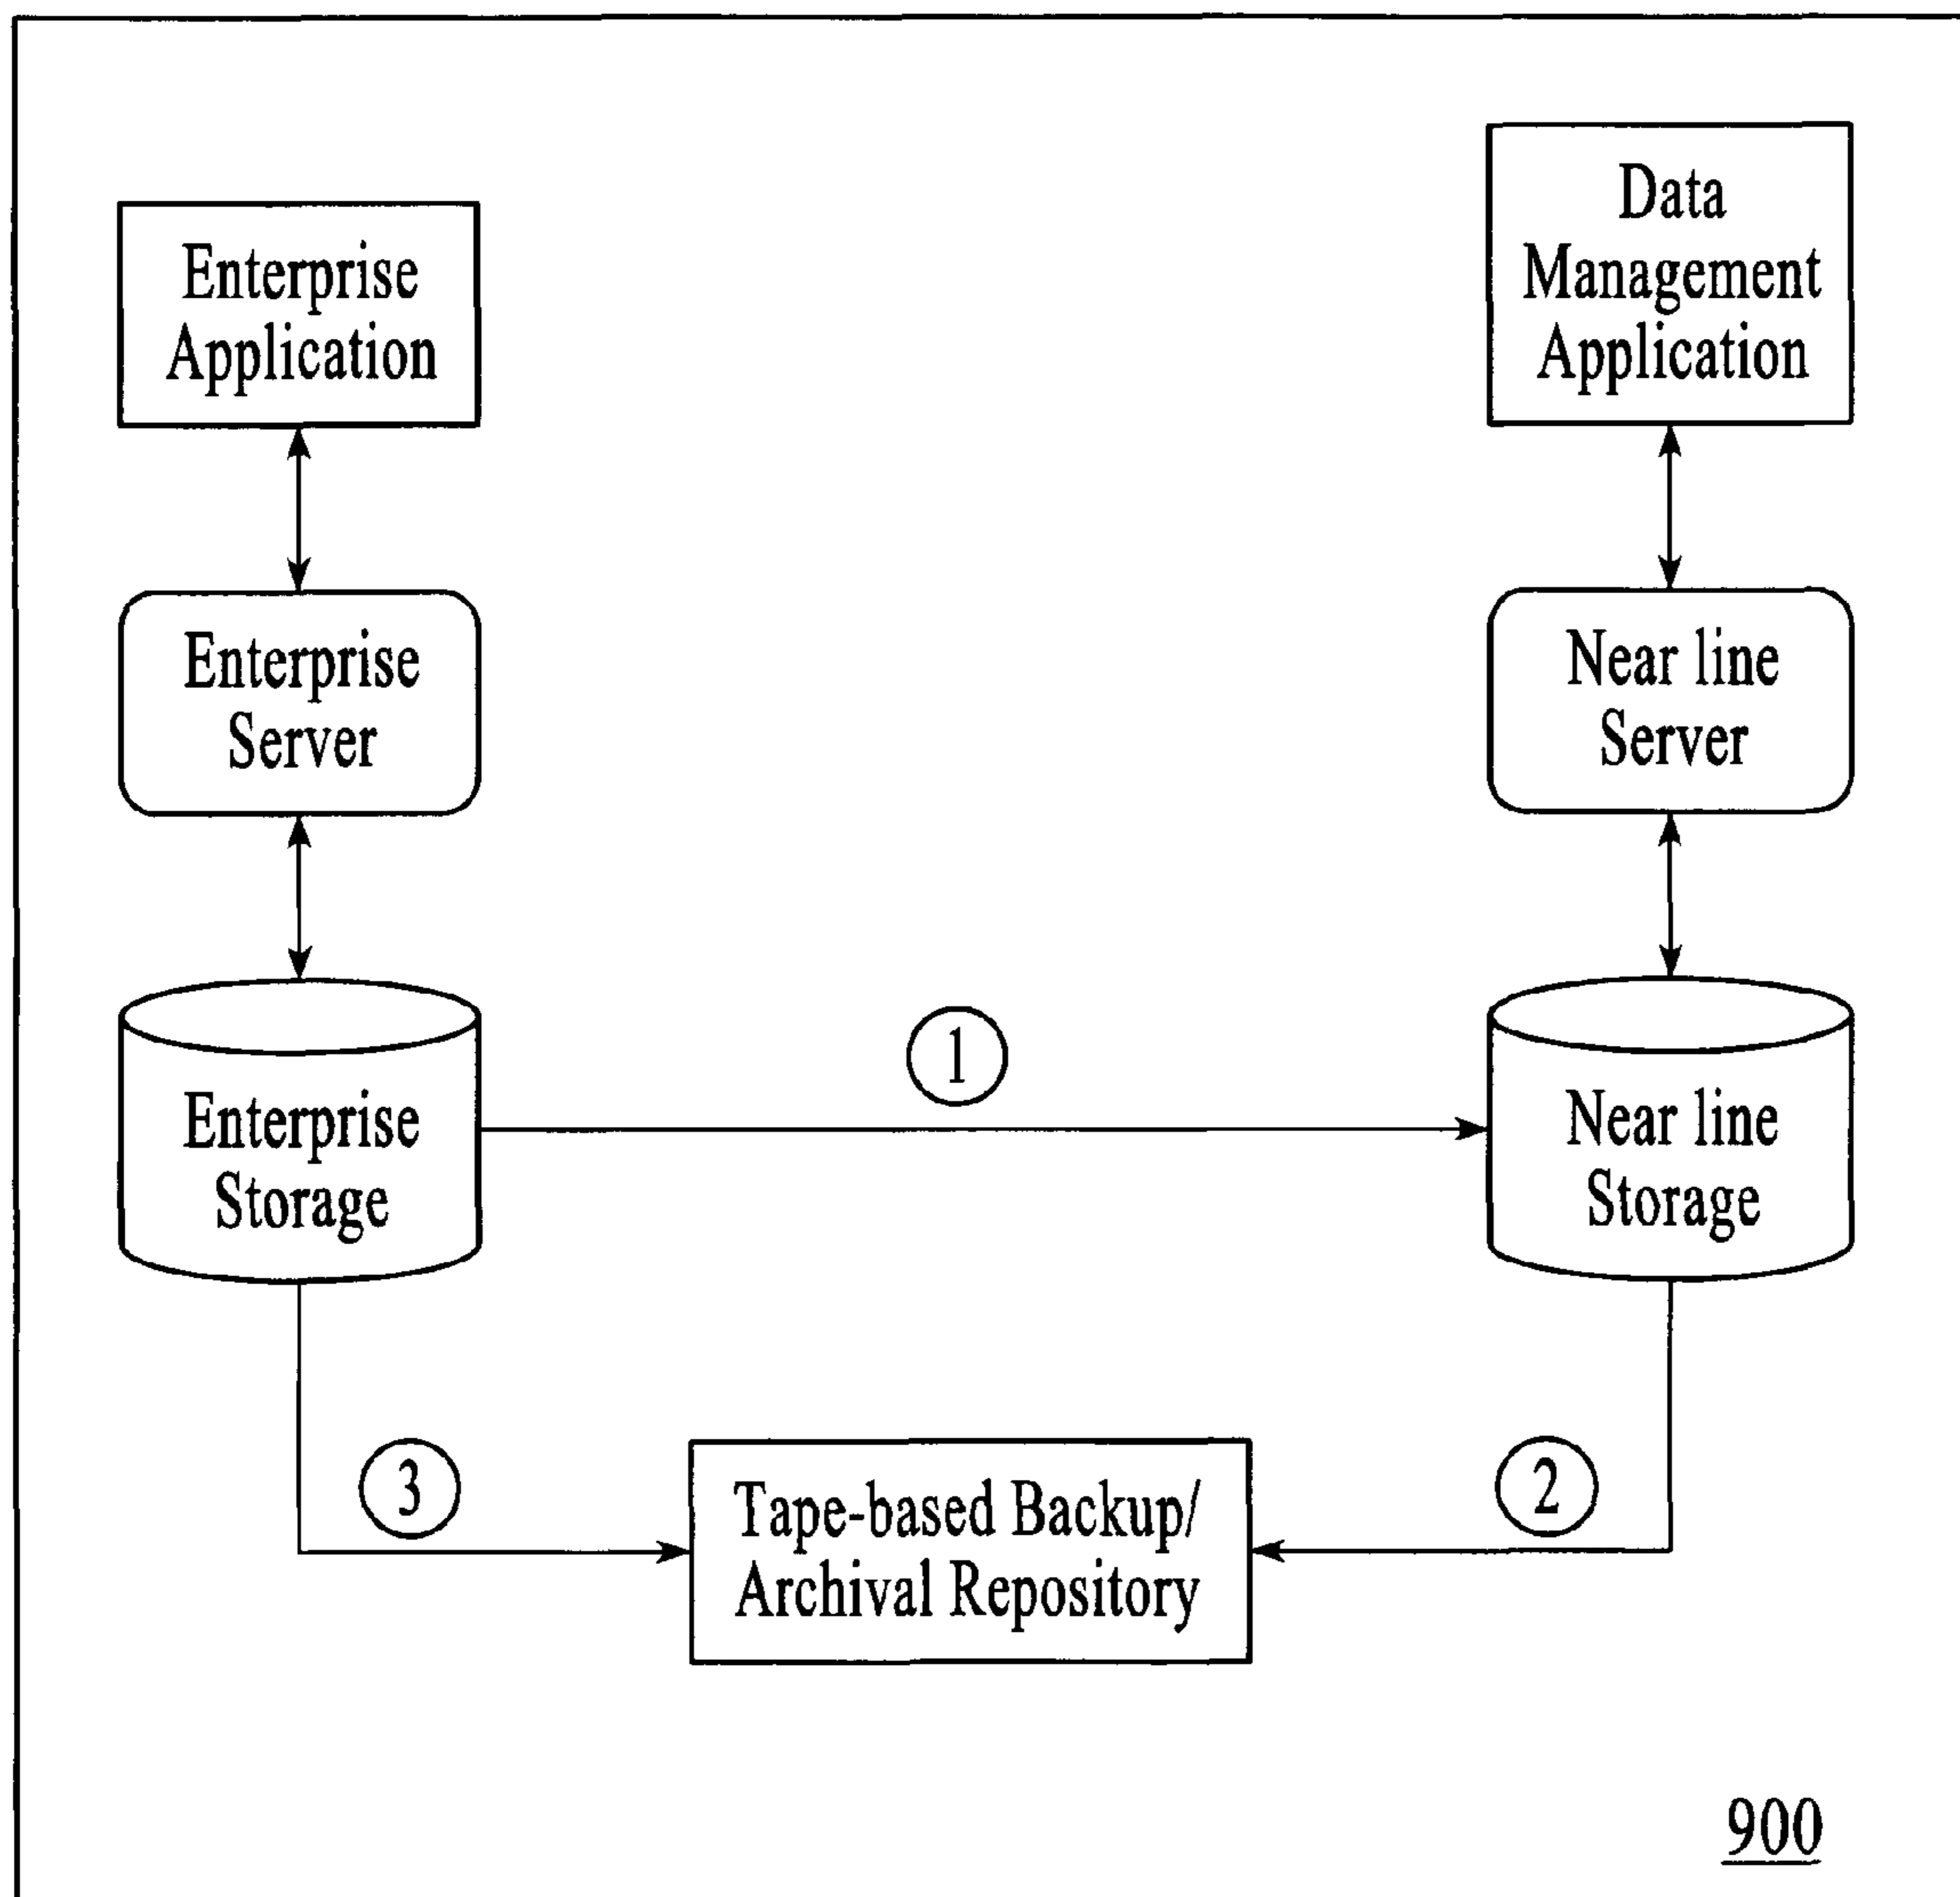 Data
Management
Application
Enterprise
Application
Enterprise
Server
Near line
Server
1
Enterprise
Storage
Near line
Storage
3
Tape-based Backup/
Archival Repository
2
900